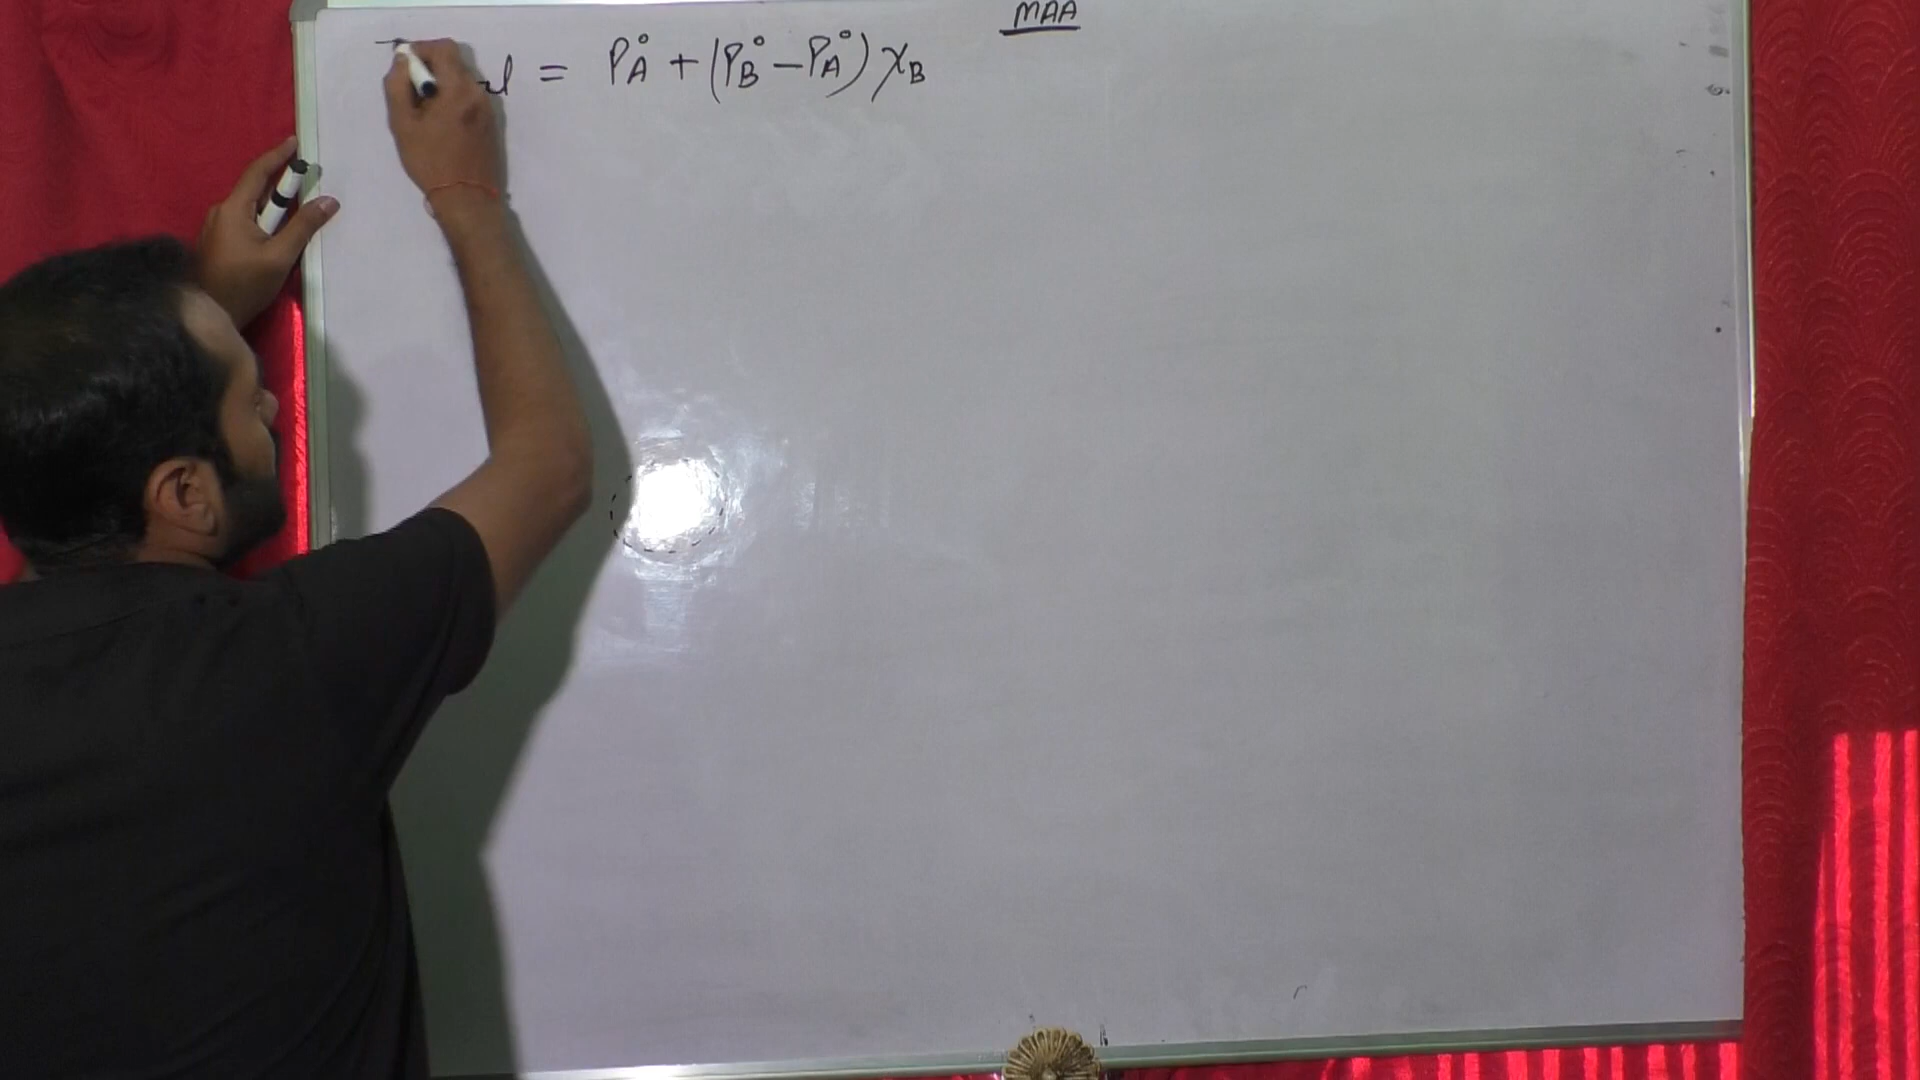 MAA
= P°A + (P°B − P°A) χB